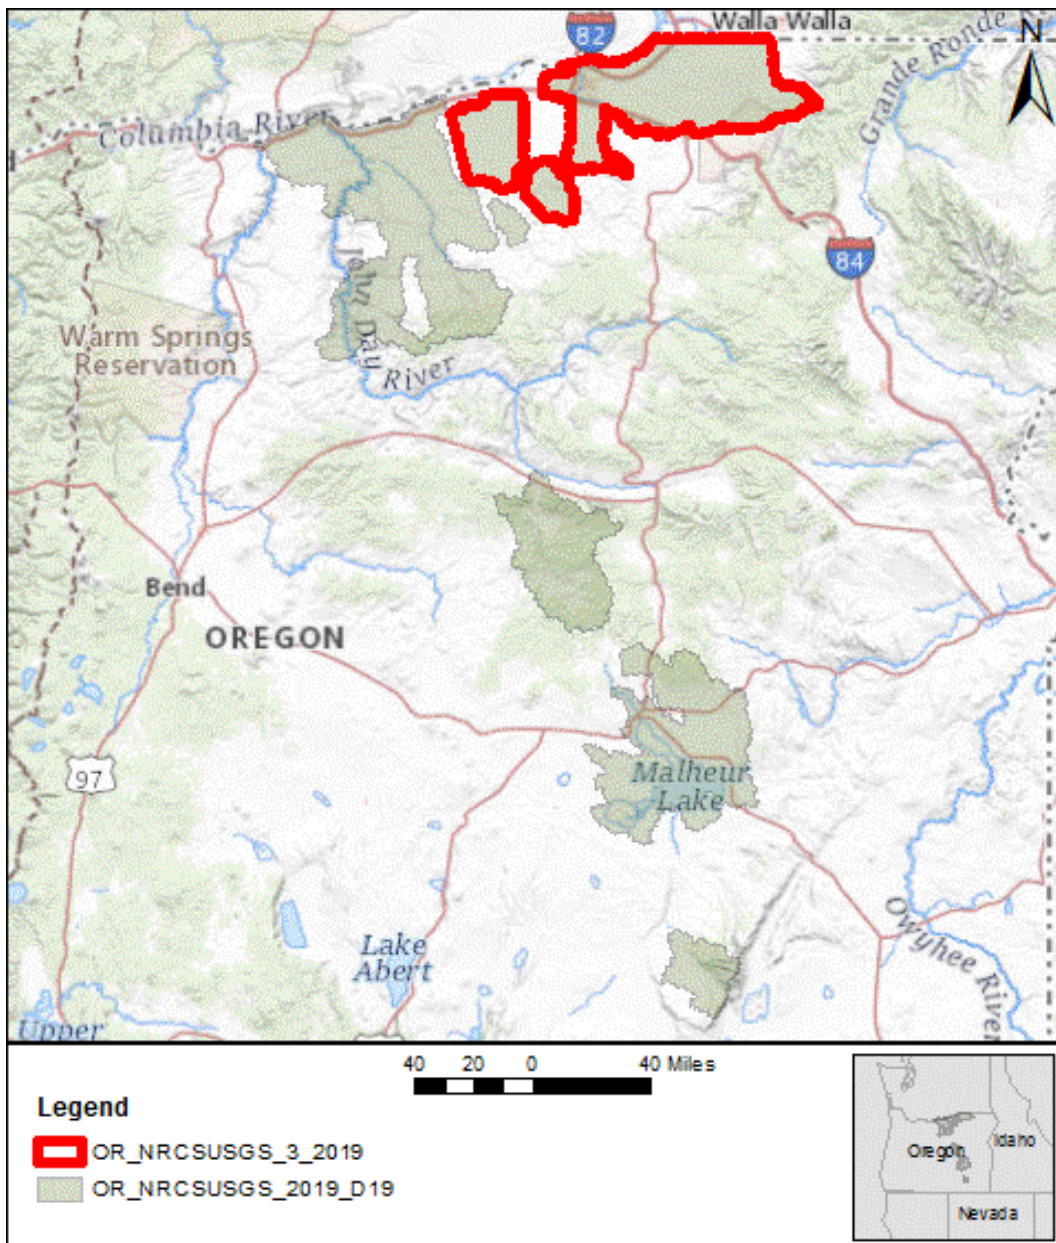 82
Walla Walla
N
Columbia River
Grande Ronde R
84
John Day
River
Warm Springs
Reservation
Bend
OREGON
97
Malheur
Lake
Owyhee River
Lake
Abert
Upper
40 20 0 40 Miles
Legend
OR_NRCSUSGS_3_2019
OR_NRCSUSGS_2019_D19
Oregon
Idaho
Nevada